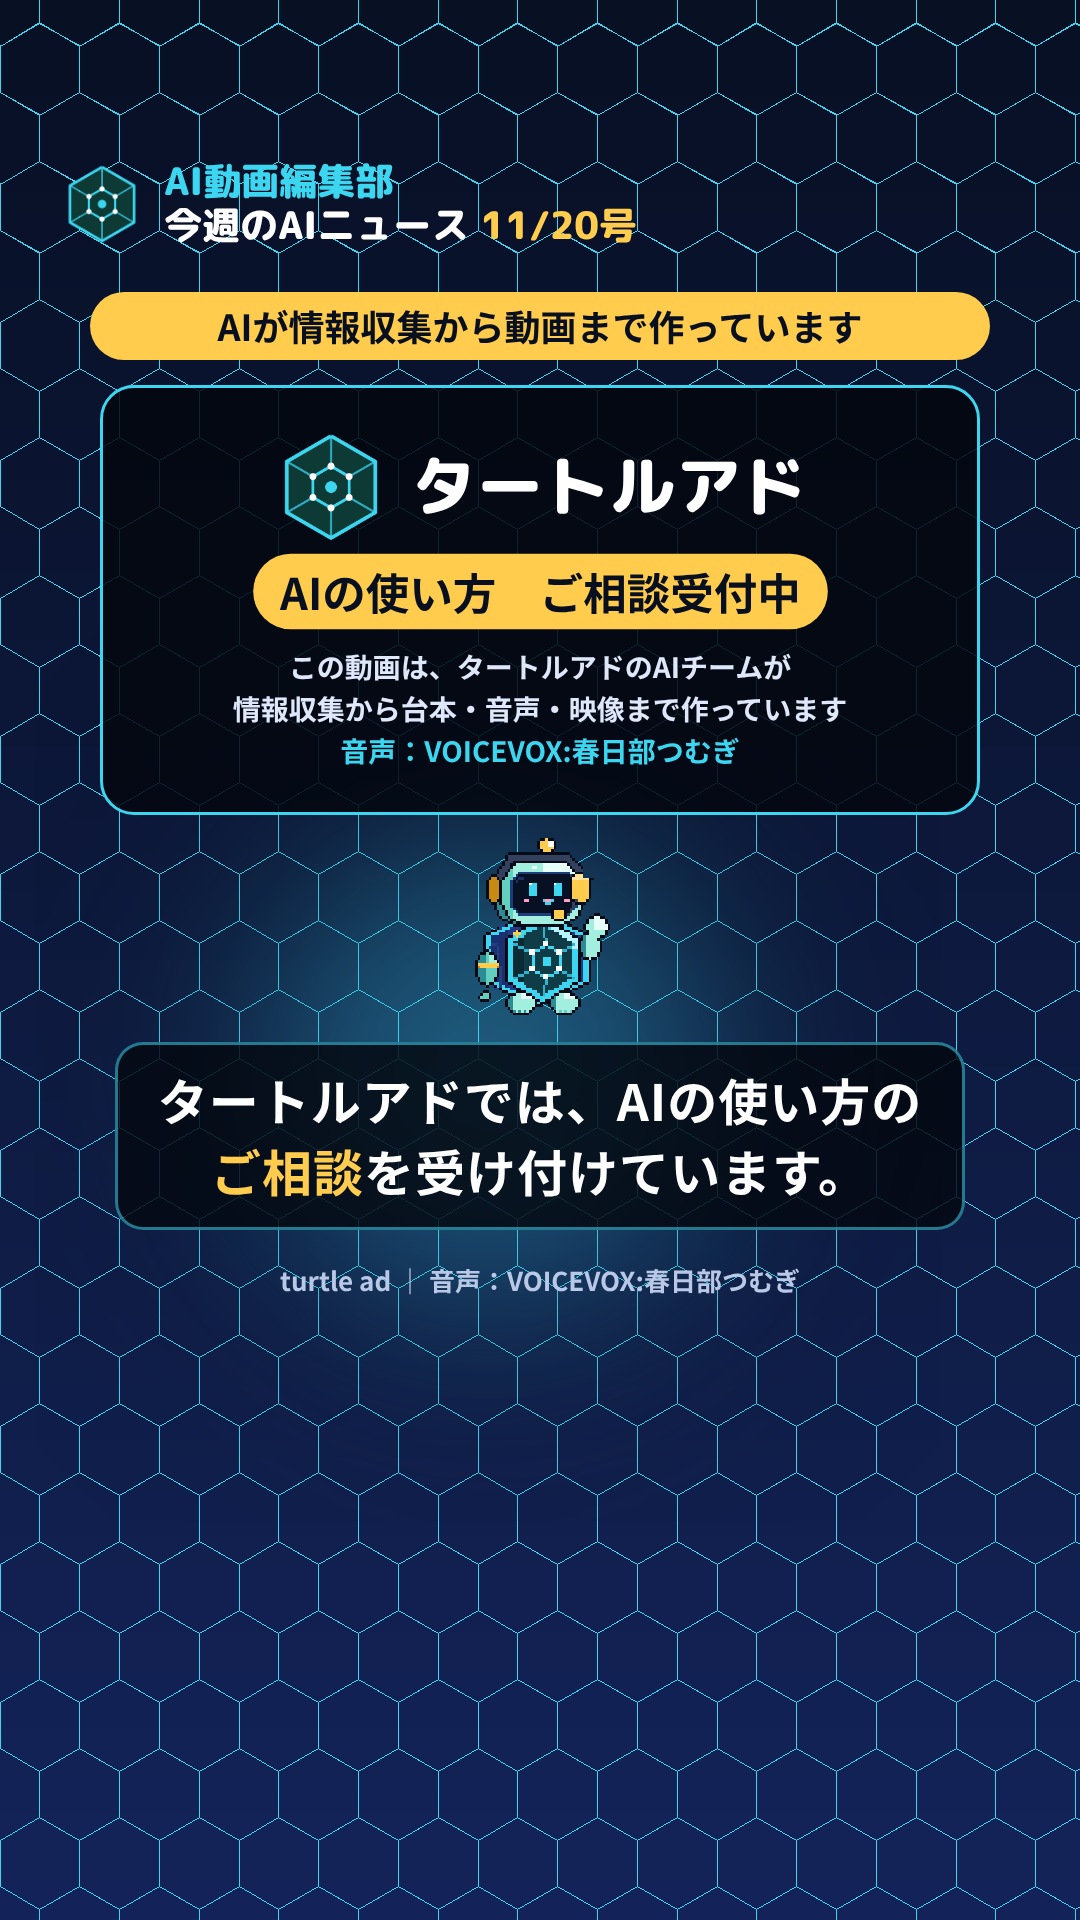 AI動画編集部
今週のAIニュース 11/20号
AIが情報収集から動画まで作っています
タートルアド
AIの使い方　ご相談受付中
この動画は、タートルアドのAIチームが
情報収集から台本・音声・映像まで作っています
音声：VOICEVOX:春日部つむぎ
タートルアドでは、AIの使い方の
ご相談を受け付けています。
turtle ad ｜ 音声：VOICEVOX:春日部つむぎ